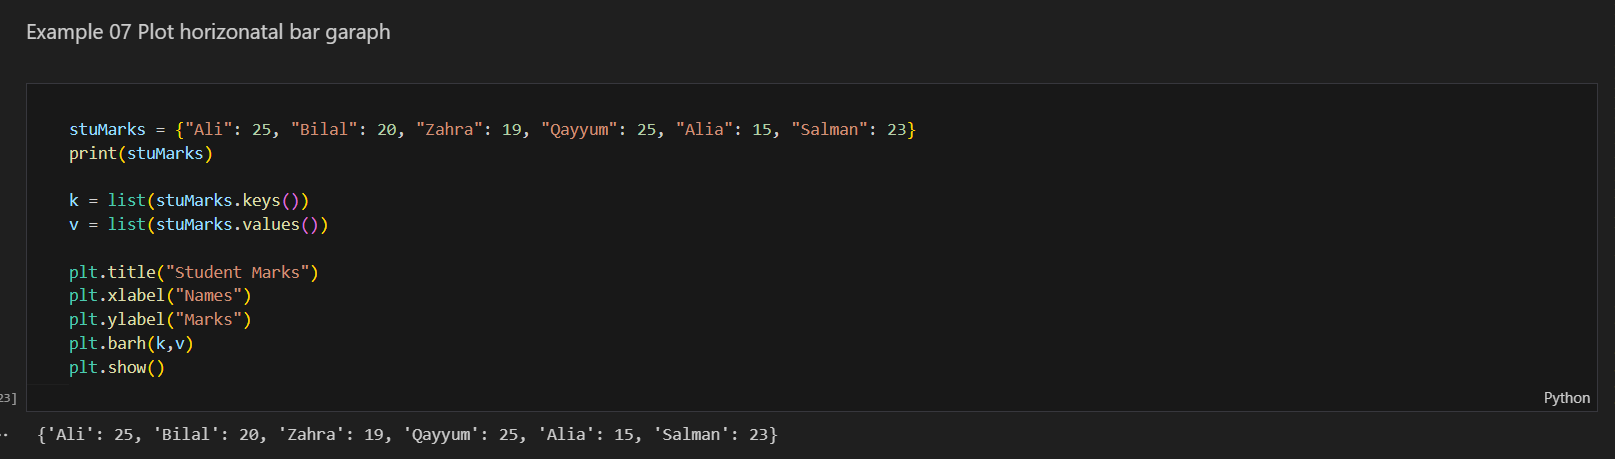 Example 07 Plot horizonatal bar garaph
stuMarks = {"Ali": 25, "Bilal": 20, "Zahra": 19, "Qayyum": 25, "Alia": 15, "Salman": 23}
print(stuMarks)
k = list(stuMarks.keys())
v = list(stuMarks.values())
plt.title("Student Marks")
plt.xlabel("Names")
plt.ylabel("Marks")
plt.barh(k,v)
plt.show()
23]
Python
{'Ali': 25, 'Bilal': 20, 'Zahra': 19, 'Qayyum': 25, 'Alia': 15, 'Salman': 23}